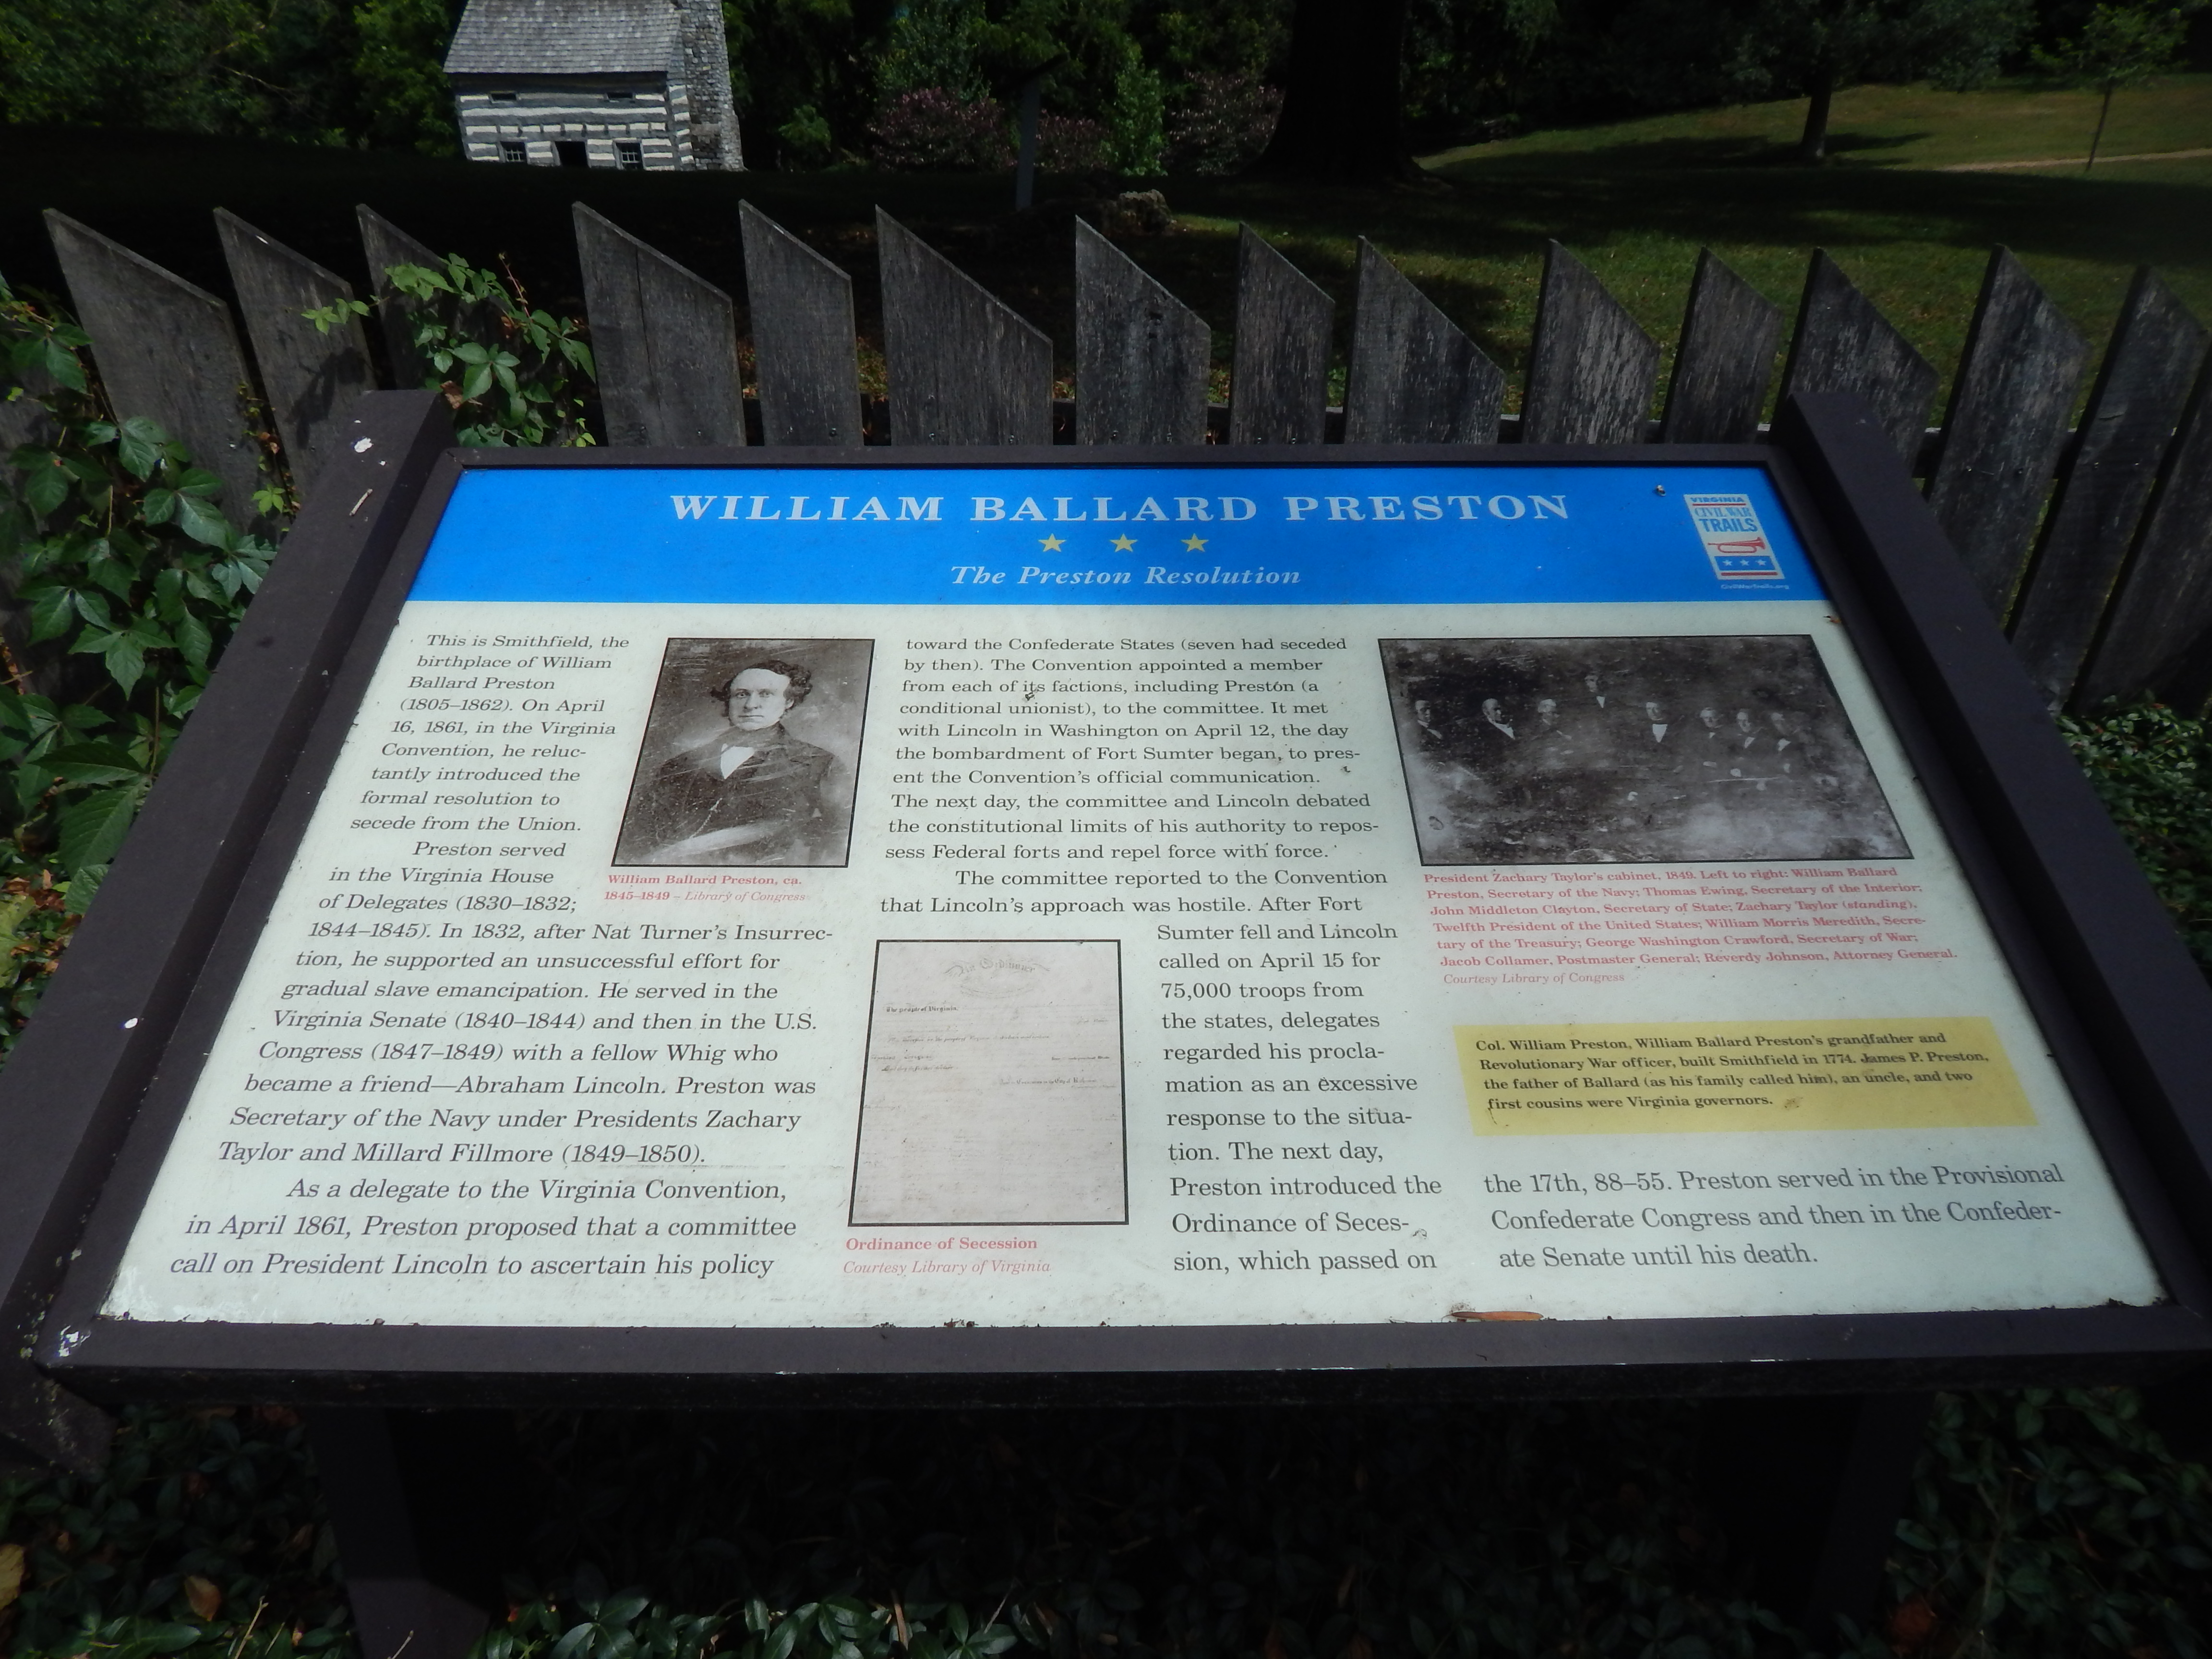 WILLIAM BALLARD PRESTON
The Preston Resolution
VIRGINIA
CIVIL WAR
TRAILS
CivilWarTrails.org
This is Smithfield, the
birthplace of William
Ballard Preston
(1805–1862). On April
16, 1861, in the Virginia
Convention, he reluc-
tantly introduced the
formal resolution to
secede from the Union.
Preston served
in the Virginia House
of Delegates (1830–1832;
1844–1845). In 1832, after Nat Turner's Insurrec-
tion, he supported an unsuccessful effort for
gradual slave emancipation. He served in the
Virginia Senate (1840–1844) and then in the U.S.
Congress (1847–1849) with a fellow Whig who
became a friend—Abraham Lincoln. Preston was
Secretary of the Navy under Presidents Zachary
Taylor and Millard Fillmore (1849–1850).
As a delegate to the Virginia Convention,
in April 1861, Preston proposed that a committee
call on President Lincoln to ascertain his policy
William Ballard Preston, ca.
1845–1849 – Library of Congress
toward the Confederate States (seven had seceded
by then). The Convention appointed a member
from each of its factions, including Preston (a
conditional unionist), to the committee. It met
with Lincoln in Washington on April 12, the day
the bombardment of Fort Sumter began, to pres-
ent the Convention's official communication.
The next day, the committee and Lincoln debated
the constitutional limits of his authority to repos-
sess Federal forts and repel force with force.
The committee reported to the Convention
that Lincoln's approach was hostile. After Fort
Sumter fell and Lincoln
called on April 15 for
75,000 troops from
the states, delegates
regarded his procla-
mation as an excessive
response to the situa-
tion. The next day,
Preston introduced the
Ordinance of Seces-
sion, which passed on
The people of Virginia
Ordinance of Secession
Courtesy Library of Virginia
President Zachary Taylor's cabinet, 1849. Left to right: William Ballard
Preston, Secretary of the Navy; Thomas Ewing, Secretary of the Interior;
John Middleton Clayton, Secretary of State; Zachary Taylor (standing),
Twelfth President of the United States; William Morris Meredith, Secre-
tary of the Treasury; George Washington Crawford, Secretary of War;
Jacob Collamer, Postmaster General; Reverdy Johnson, Attorney General.
Courtesy Library of Congress
Col. William Preston, William Ballard Preston's grandfather and
Revolutionary War officer, built Smithfield in 1774. James P. Preston,
the father of Ballard (as his family called him), an uncle, and two
first cousins were Virginia governors.
the 17th, 88–55. Preston served in the Provisional
Confederate Congress and then in the Confeder-
ate Senate until his death.